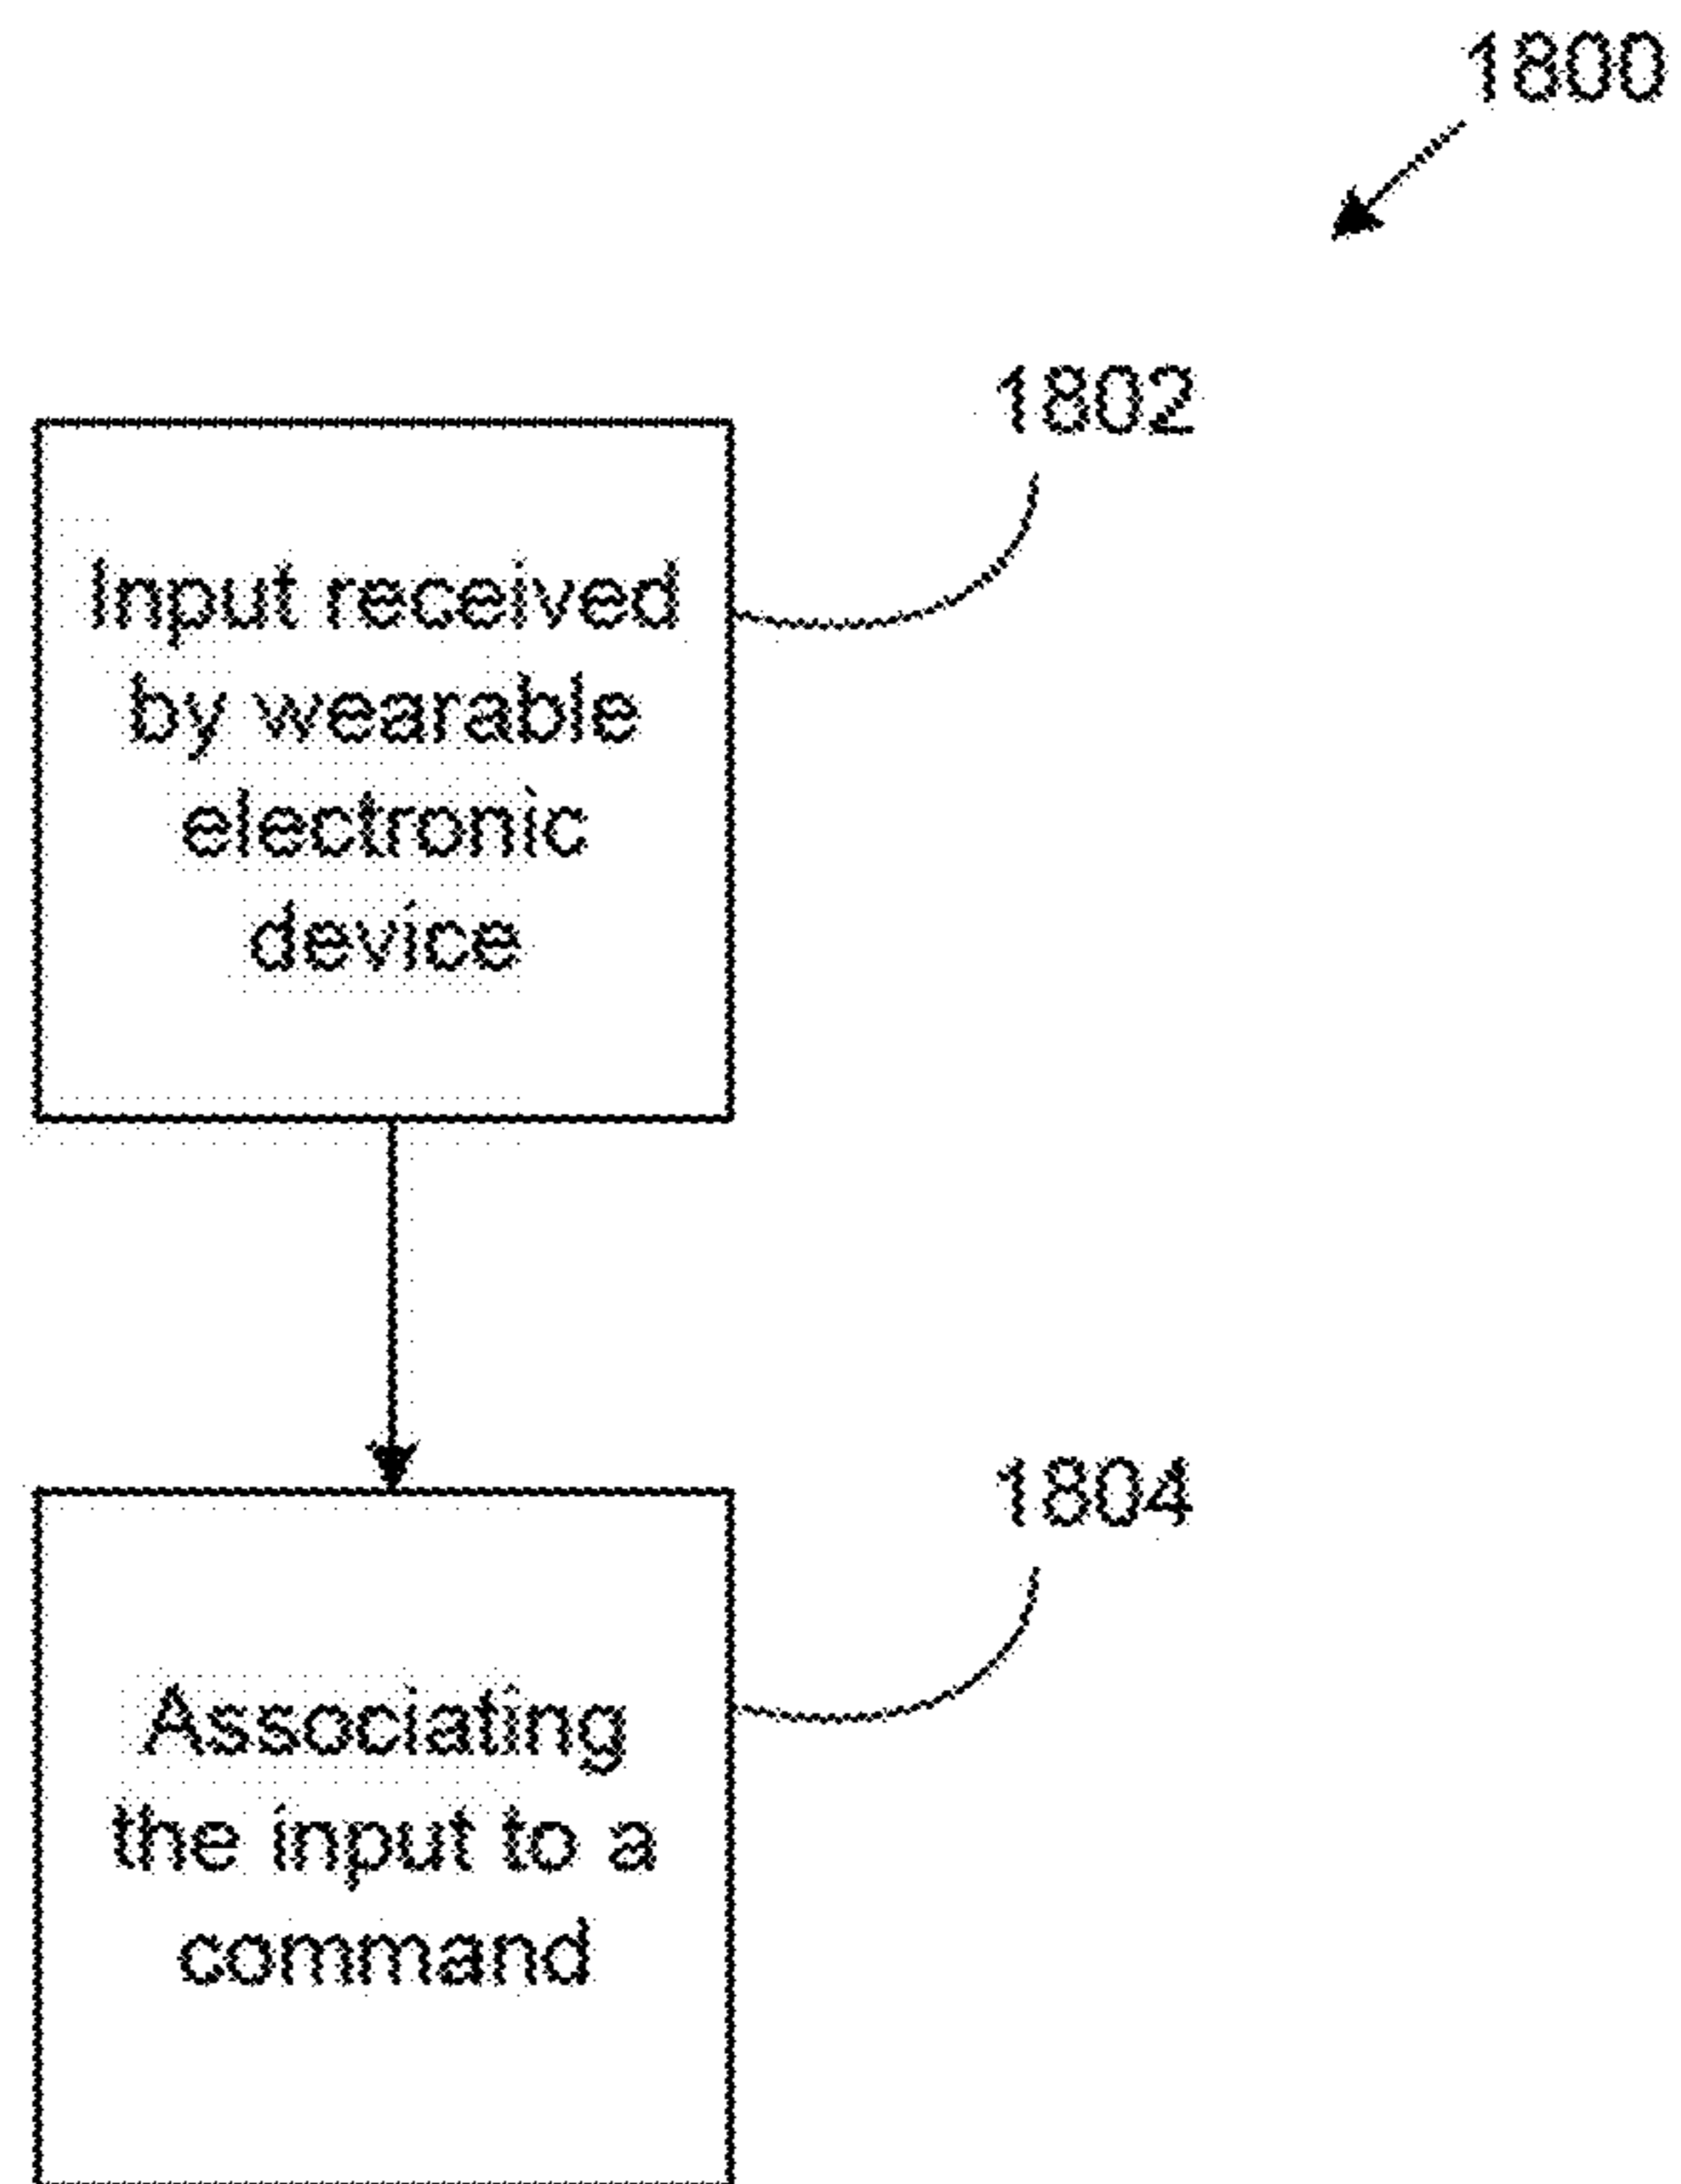 1800
1802
Input received
by wearable
electronic
device
1804
Associating
the input to a
command